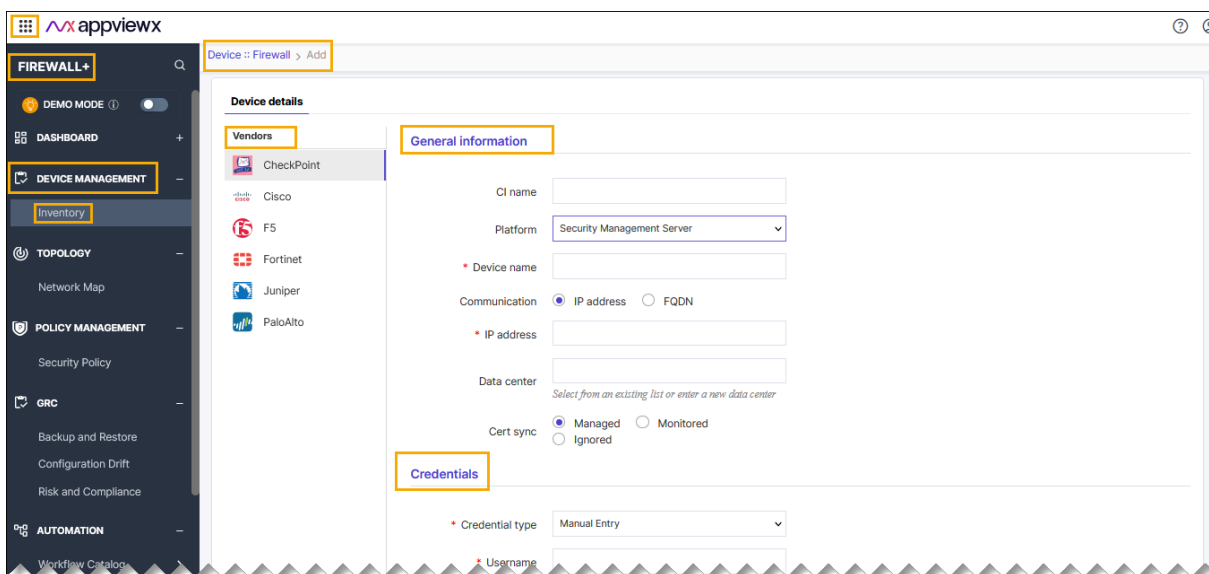 appviewx
FIREWALL+
DEMO MODE
DASHBOARD +
DEVICE MANAGEMENT −
Inventory
TOPOLOGY −
Network Map
POLICY MANAGEMENT −
Security Policy
GRC −
Backup and Restore
Configuration Drift
Risk and Compliance
AUTOMATION −
Workflow Catalog
Device :: Firewall > Add
Device details
Vendors
CheckPoint
Cisco
F5
Fortinet
Juniper
PaloAlto
General information
CI name
Platform Security Management Server
* Device name
Communication IP address FQDN
* IP address
Data center
Select from an existing list or enter a new data center
Cert sync Managed Monitored
Ignored
Credentials
* Credential type Manual Entry
* Username